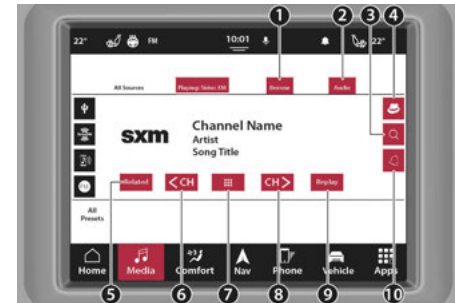 1 2 3 4
22° FM 10:01 22°
All Sources Playing: Sirius XM Browse Audio
sxm
Channel Name
Artist
Song Title
Related < CH CH > Replay
All
Presets
Home Media Comfort Nav Phone Vehicle Apps
5 6 7 8 9 10